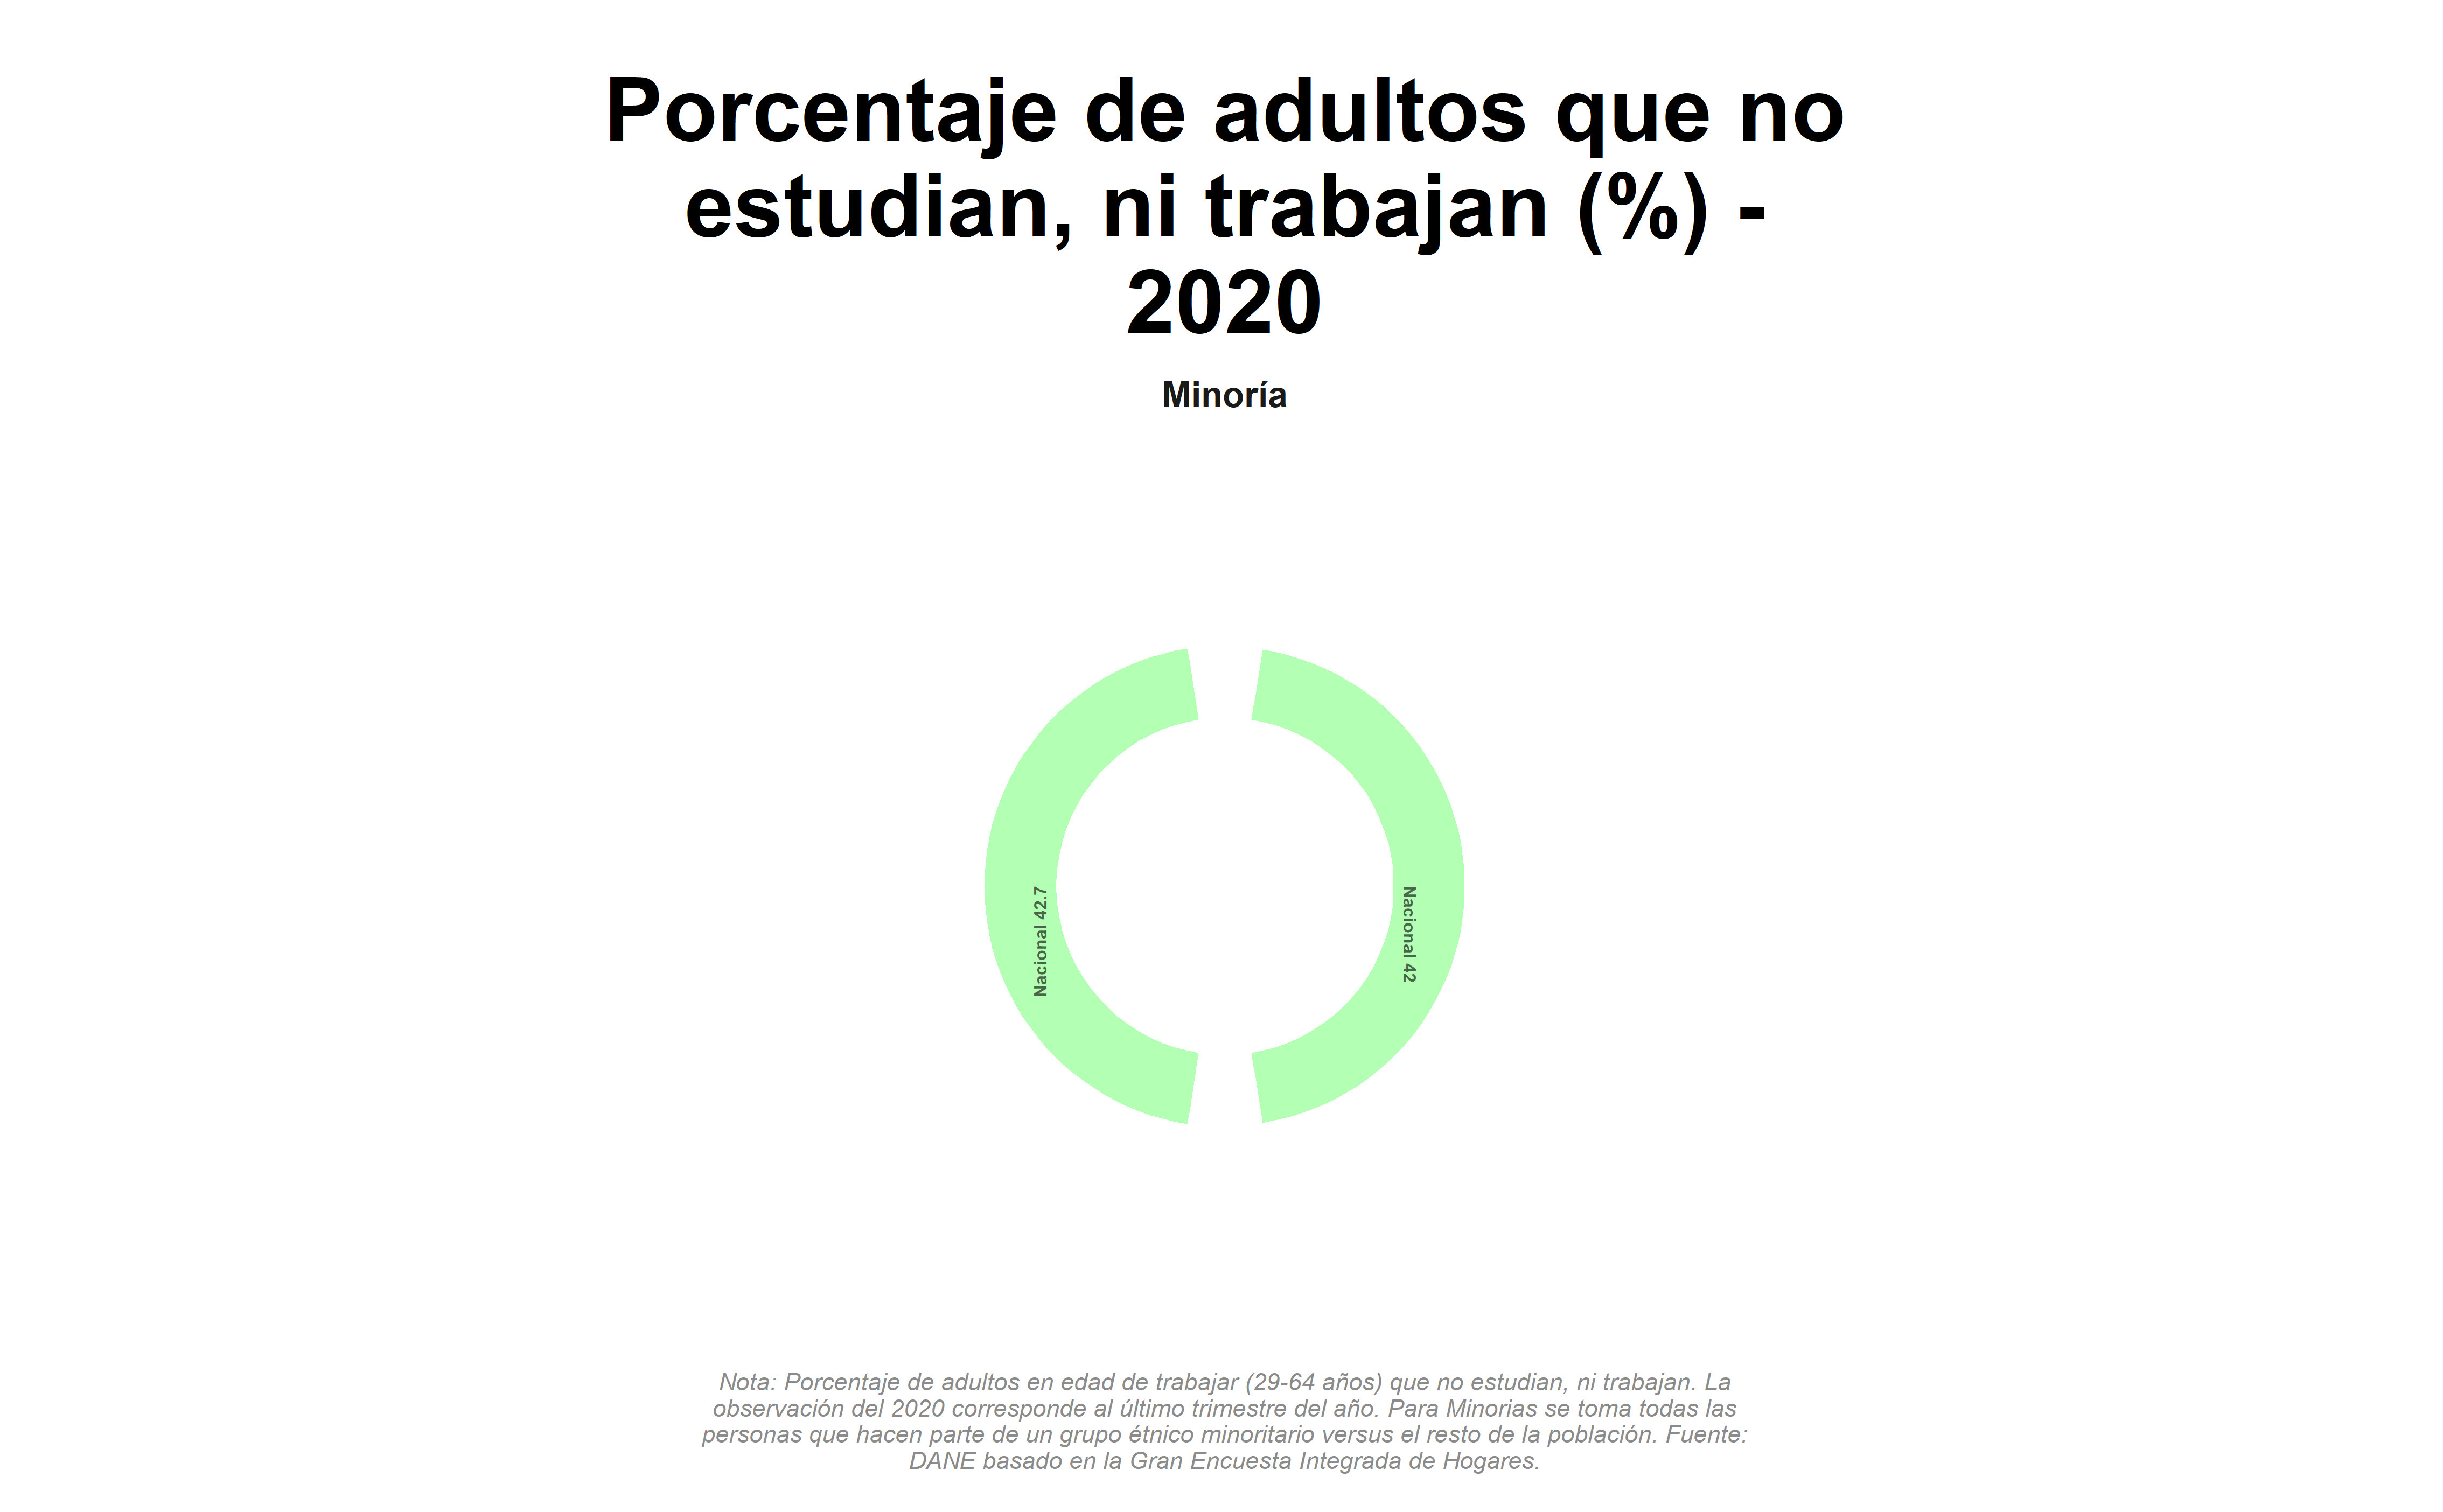 Porcentaje de adultos que no
estudian, ni trabajan (%) -
2020
Minoría
Nacional 42.7
Nacional 42
Nota: Porcentaje de adultos en edad de trabajar (29-64 años) que no estudian, ni trabajan. La
observación del 2020 corresponde al último trimestre del año. Para Minorias se toma todas las
personas que hacen parte de un grupo étnico minoritario versus el resto de la población. Fuente:
DANE basado en la Gran Encuesta Integrada de Hogares.